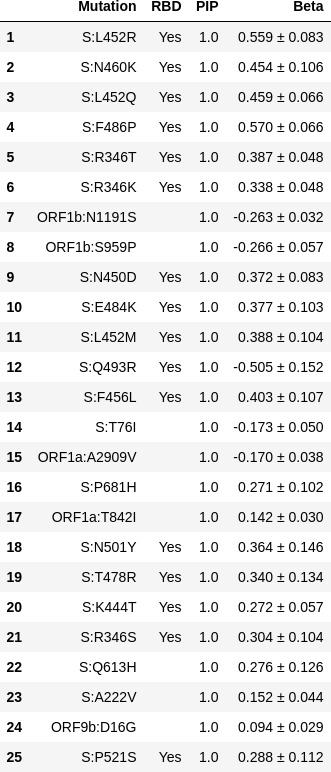 Mutation RBD PIP Beta
1 S:L452R Yes 1.0 0.559 ± 0.083
2 S:N460K Yes 1.0 0.454 ± 0.106
3 S:L452Q Yes 1.0 0.459 ± 0.066
4 S:F486P Yes 1.0 0.570 ± 0.066
5 S:R346T Yes 1.0 0.387 ± 0.048
6 S:R346K Yes 1.0 0.338 ± 0.048
7 ORF1b:N1191S 1.0 -0.263 ± 0.032
8 ORF1b:S959P 1.0 -0.266 ± 0.057
9 S:N450D Yes 1.0 0.372 ± 0.083
10 S:E484K Yes 1.0 0.377 ± 0.103
11 S:L452M Yes 1.0 0.388 ± 0.104
12 S:Q493R Yes 1.0 -0.505 ± 0.152
13 S:F456L Yes 1.0 0.403 ± 0.107
14 S:T76I 1.0 -0.173 ± 0.050
15 ORF1a:A2909V 1.0 -0.170 ± 0.038
16 S:P681H 1.0 0.271 ± 0.102
17 ORF1a:T842I 1.0 0.142 ± 0.030
18 S:N501Y Yes 1.0 0.364 ± 0.146
19 S:T478R Yes 1.0 0.340 ± 0.134
20 S:K444T Yes 1.0 0.272 ± 0.057
21 S:R346S Yes 1.0 0.304 ± 0.104
22 S:Q613H 1.0 0.276 ± 0.126
23 S:A222V 1.0 0.152 ± 0.044
24 ORF9b:D16G 1.0 0.094 ± 0.029
25 S:P521S Yes 1.0 0.288 ± 0.112